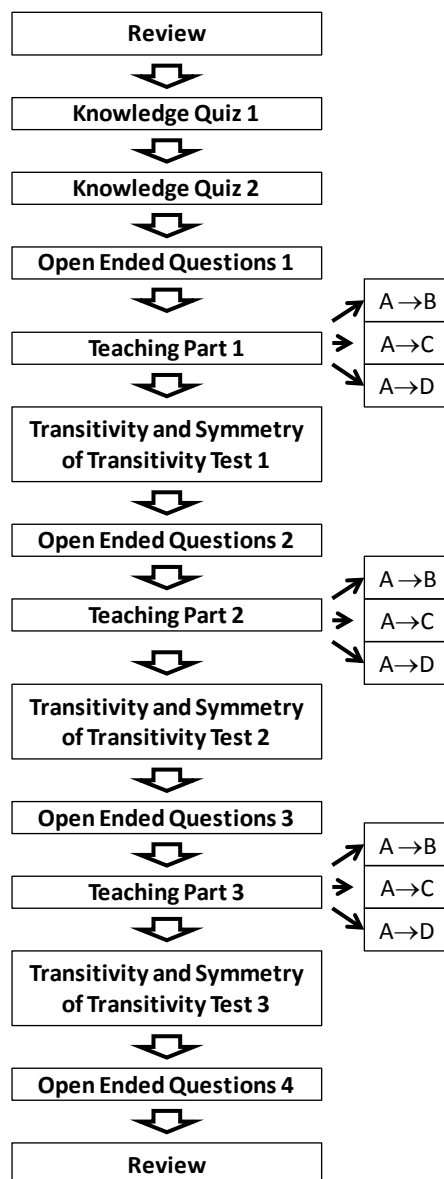 Review
Knowledge Quiz 1
Knowledge Quiz 2
Open Ended Questions 1
Teaching Part 1
A→B
A→C
A→D
Transitivity and Symmetry
of Transitivity Test 1
Open Ended Questions 2
Teaching Part 2
A→B
A→C
A→D
Transitivity and Symmetry
of Transitivity Test 2
Open Ended Questions 3
Teaching Part 3
A→B
A→C
A→D
Transitivity and Symmetry
of Transitivity Test 3
Open Ended Questions 4
Review